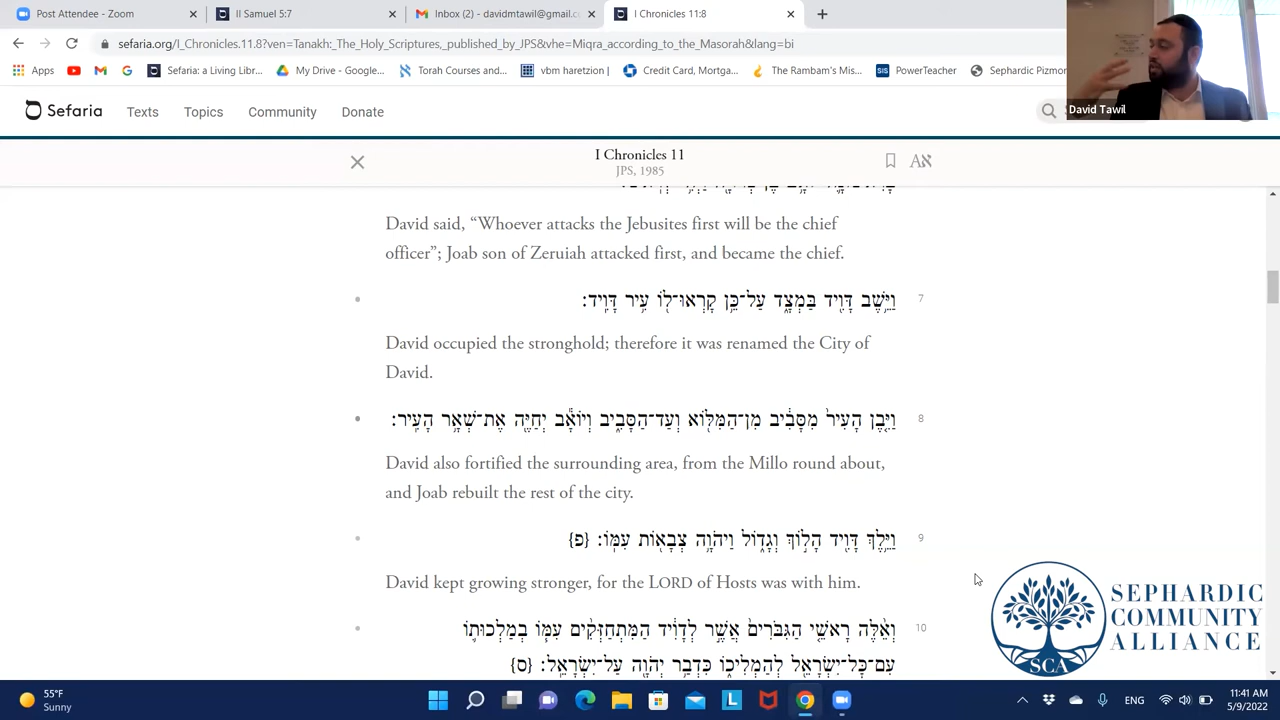 Post Attendee - Zoom
II Samuel 5:7
Inbox (2) - davidmtawil@gmail.c
I Chronicles 11:8
sefaria.org/I_Chronicles.11.8?ven=Tanakh:_The_Holy_Scriptures,_published_by_JPS&vhe=Miqra_according_to_the_Masorah&lang=bi
Apps
Sefaria: a Living Libr...
My Drive - Google...
Torah Courses and...
vbm haretzion
Credit Card, Mortga...
The Rambam's Mis...
PowerTeacher
Sephardic Pizmon
David Tawil
Sefaria
Texts
Topics
Community
Donate
I Chronicles 11
JPS, 1985
David said, “Whoever attacks the Jebusites first will be the chief
officer”; Joab son of Zeruiah attacked first, and became the chief.
7
וַיֵּ֥שֶׁב דָּוִ֖יד בַּמְצָ֑ד עַל־כֵּ֥ן קָרְאוּ־ל֖וֹ עִ֥יר דָּוִֽיד׃
David occupied the stronghold; therefore it was renamed the City of
David.
8
וַיִּ֤בֶן הָעִיר֙ מִסָּבִ֔יב מִן־הַמִּלּ֖וֹא וְעַד־הַסָּבִ֑יב וְיוֹאָ֕ב יְחַיֶּ֖ה אֶת־שְׁאָ֥ר הָעִֽיר׃
David also fortified the surrounding area, from the Millo round about,
and Joab rebuilt the rest of the city.
9
וַיֵּ֥לֶךְ דָּוִ֖יד הָל֣וֹךְ וְגָד֑וֹל וַיהֹוָ֥ה צְבָא֖וֹת עִמּֽוֹ׃ {פ}
David kept growing stronger, for the LORD of Hosts was with him.
10
וְאֵ֨לֶּה רָאשֵׁ֤י הַגִּבֹּרִים֙ אֲשֶׁ֣ר לְדָוִ֔יד הַמִּתְחַזְּקִ֨ים עִמּ֧וֹ בְמַלְכוּת֛וֹ
עִם־כׇּל־יִשְׂרָאֵ֖ל לְהַמְלִיכ֑וֹ כִּדְבַ֥ר יְהֹוָ֖ה עַל־יִשְׂרָאֵֽל׃ {ס}
SEPHARDIC
COMMUNITY
ALLIANCE
SCA
55°F
Sunny
ENG
11:41 AM
5/9/2022